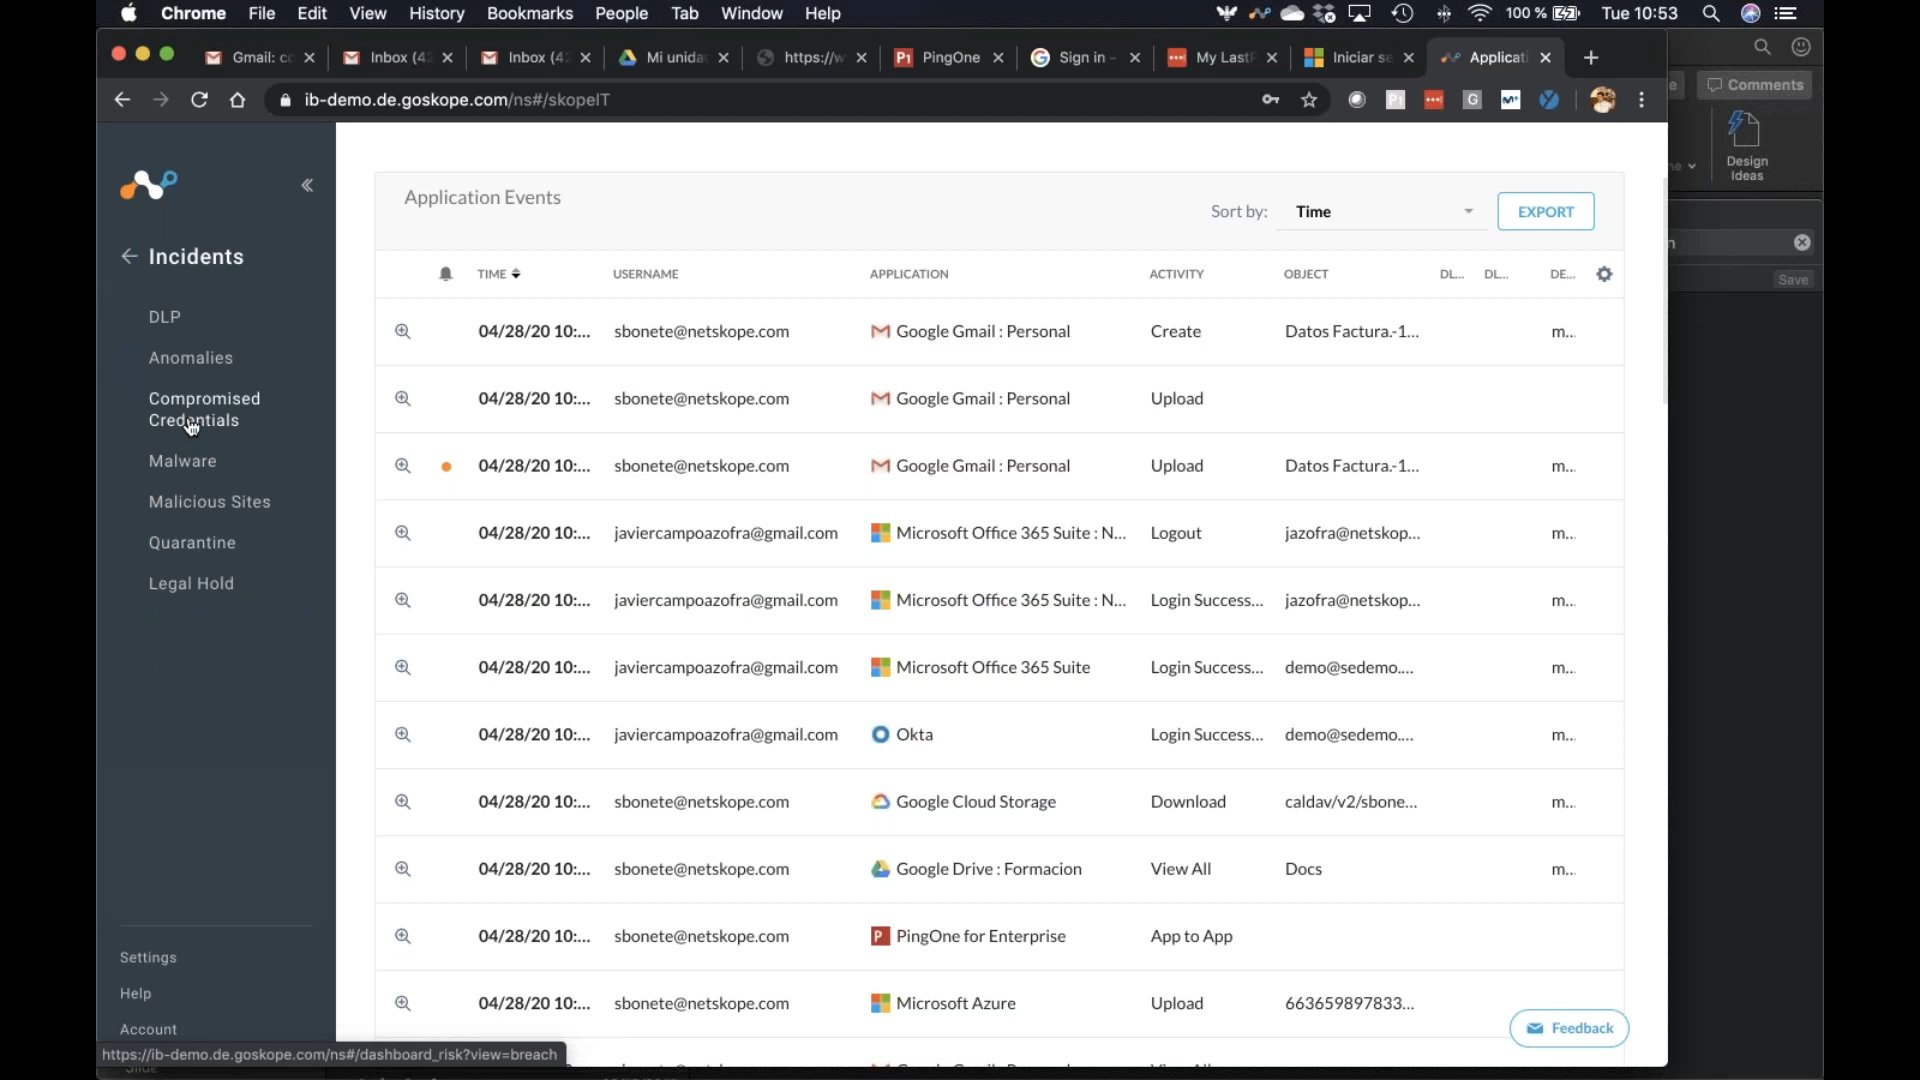 Chrome File Edit View History Bookmarks People Tab Window Help 100 % Tue 10:53
Gmail: co Inbox (42 Inbox (42 Mi unida https://w PingOne Sign in - My LastP Iniciar se Applicati
ib-demo.de.goskope.com/ns#/skopeIT
Comments
Design
Ideas
Save
Incidents
DLP
Anomalies
Compromised
Credentials
Malware
Malicious Sites
Quarantine
Legal Hold
Settings
Help
Account
https://ib-demo.de.goskope.com/ns#/dashboard_risk?view=breach
Application Events
Sort by: Time EXPORT
TIME USERNAME APPLICATION ACTIVITY OBJECT DL... DL... DE...
04/28/20 10:... sbonete@netskope.com Google Gmail : Personal Create Datos Factura.-1... m...
04/28/20 10:... sbonete@netskope.com Google Gmail : Personal Upload
04/28/20 10:... sbonete@netskope.com Google Gmail : Personal Upload Datos Factura.-1... m...
04/28/20 10:... javiercampoazofra@gmail.com Microsoft Office 365 Suite : N... Logout jazofra@netskop... m...
04/28/20 10:... javiercampoazofra@gmail.com Microsoft Office 365 Suite : N... Login Success... jazofra@netskop... m...
04/28/20 10:... javiercampoazofra@gmail.com Microsoft Office 365 Suite Login Success... demo@sedemo.... m...
04/28/20 10:... javiercampoazofra@gmail.com Okta Login Success... demo@sedemo.... m...
04/28/20 10:... sbonete@netskope.com Google Cloud Storage Download caldav/v2/sbone... m...
04/28/20 10:... sbonete@netskope.com Google Drive : Formacion View All Docs m...
04/28/20 10:... sbonete@netskope.com PingOne for Enterprise App to App
04/28/20 10:... sbonete@netskope.com Microsoft Azure Upload 663659897833...
Feedback